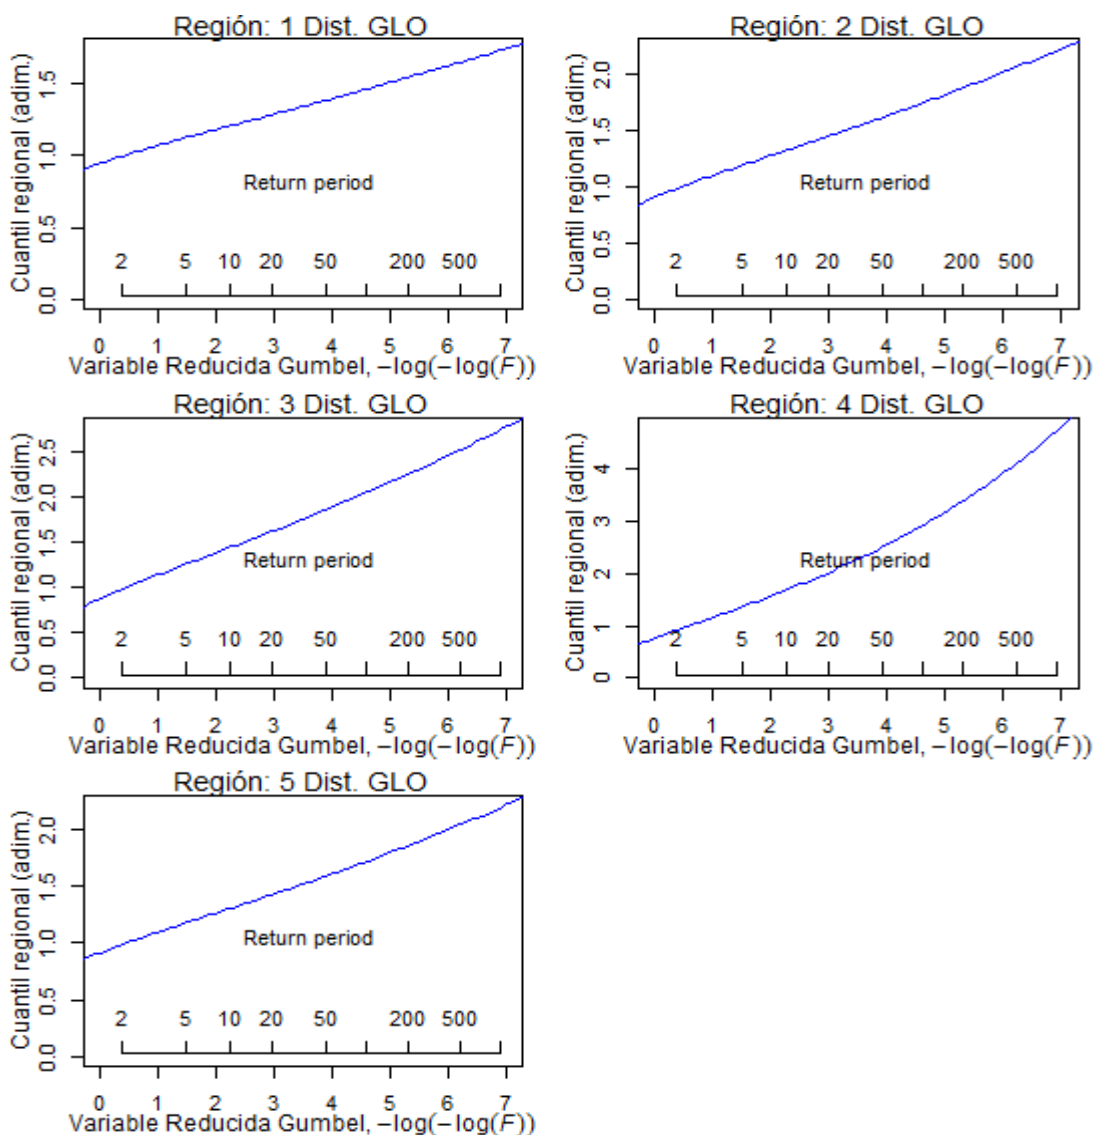 Región: 1 Dist. GLO
Cuantil regional (adim.)
1.5
1.0
0.5
0.0
Return period
2 5 10 20 50 200 500
0 1 2 3 4 5 6 7
Variable Reducida Gumbel, −log(−log(F))
Región: 2 Dist. GLO
Cuantil regional (adim.)
2.0
1.5
1.0
0.5
0.0
Return period
2 5 10 20 50 200 500
0 1 2 3 4 5 6 7
Variable Reducida Gumbel, −log(−log(F))
Región: 3 Dist. GLO
Cuantil regional (adim.)
2.5
2.0
1.5
1.0
0.5
0.0
Return period
2 5 10 20 50 200 500
0 1 2 3 4 5 6 7
Variable Reducida Gumbel, −log(−log(F))
Región: 4 Dist. GLO
Cuantil regional (adim.)
4
3
2
1
0
Return period
2 5 10 20 50 200 500
0 1 2 3 4 5 6 7
Variable Reducida Gumbel, −log(−log(F))
Región: 5 Dist. GLO
Cuantil regional (adim.)
2.0
1.5
1.0
0.5
0.0
Return period
2 5 10 20 50 200 500
0 1 2 3 4 5 6 7
Variable Reducida Gumbel, −log(−log(F))